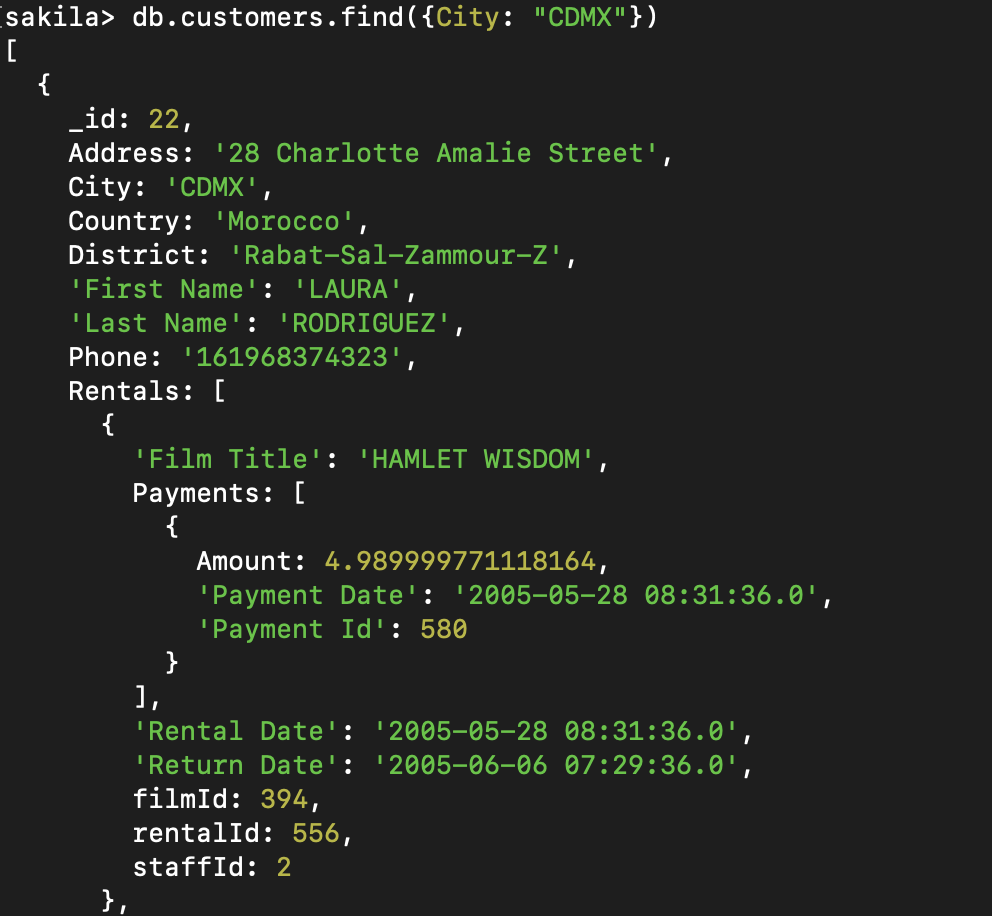 [sakila> db.customers.find({City: "CDMX"})
[
  {
    _id: 22,
    Address: '28 Charlotte Amalie Street',
    City: 'CDMX',
    Country: 'Morocco',
    District: 'Rabat-Sal-Zammour-Z',
    'First Name': 'LAURA',
    'Last Name': 'RODRIGUEZ',
    Phone: '161968374323',
    Rentals: [
      {
        'Film Title': 'HAMLET WISDOM',
        Payments: [
          {
            Amount: 4.989999771118164,
            'Payment Date': '2005-05-28 08:31:36.0',
            'Payment Id': 580
          }
        ],
        'Rental Date': '2005-05-28 08:31:36.0',
        'Return Date': '2005-06-06 07:29:36.0',
        filmId: 394,
        rentalId: 556,
        staffId: 2
      },